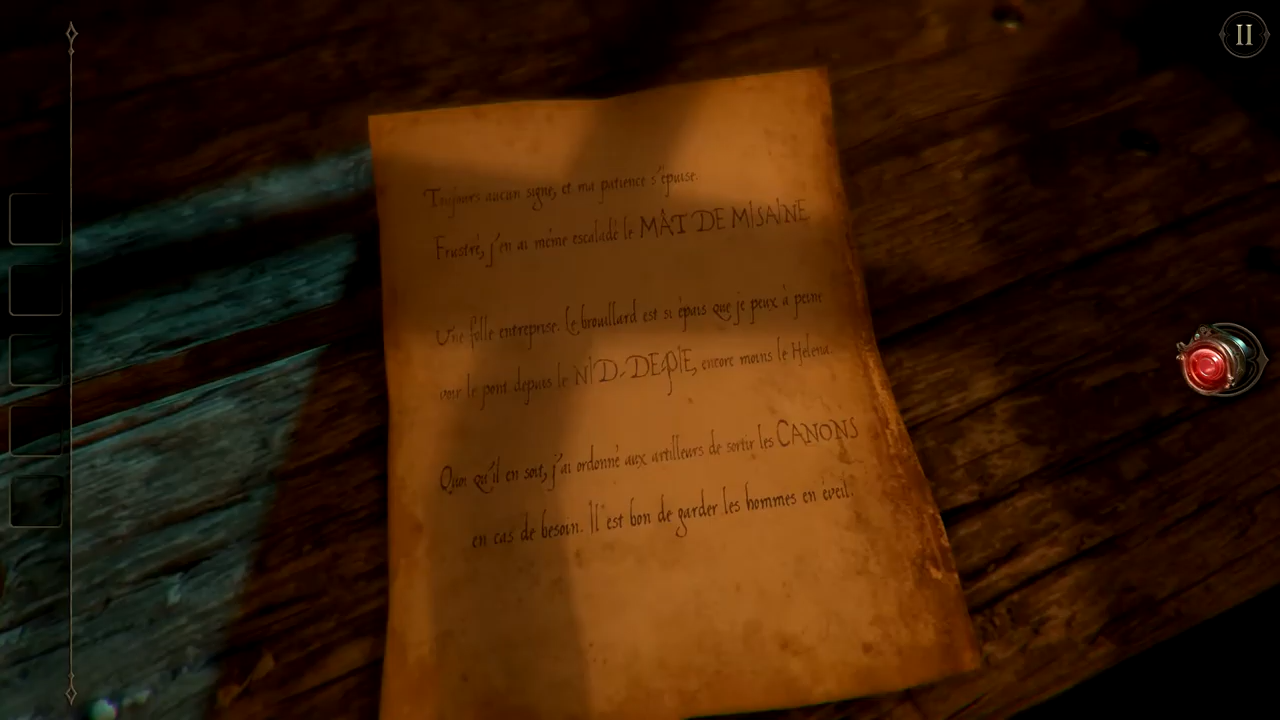 II
Toujours aucun signe, et ma patience s'épuise.
Frustré, j'en ai même escaladé le MÂT DE MISAINE
Une folle entreprise. Le brouillard est si épais que je peux à peine
voir le pont depuis le NID-DE-PIE, encore moins le Helena.
Quoi qu'il en soit, j'ai ordonné aux artilleurs de sortir les CANONS
en cas de besoin. Il est bon de garder les hommes en éveil.